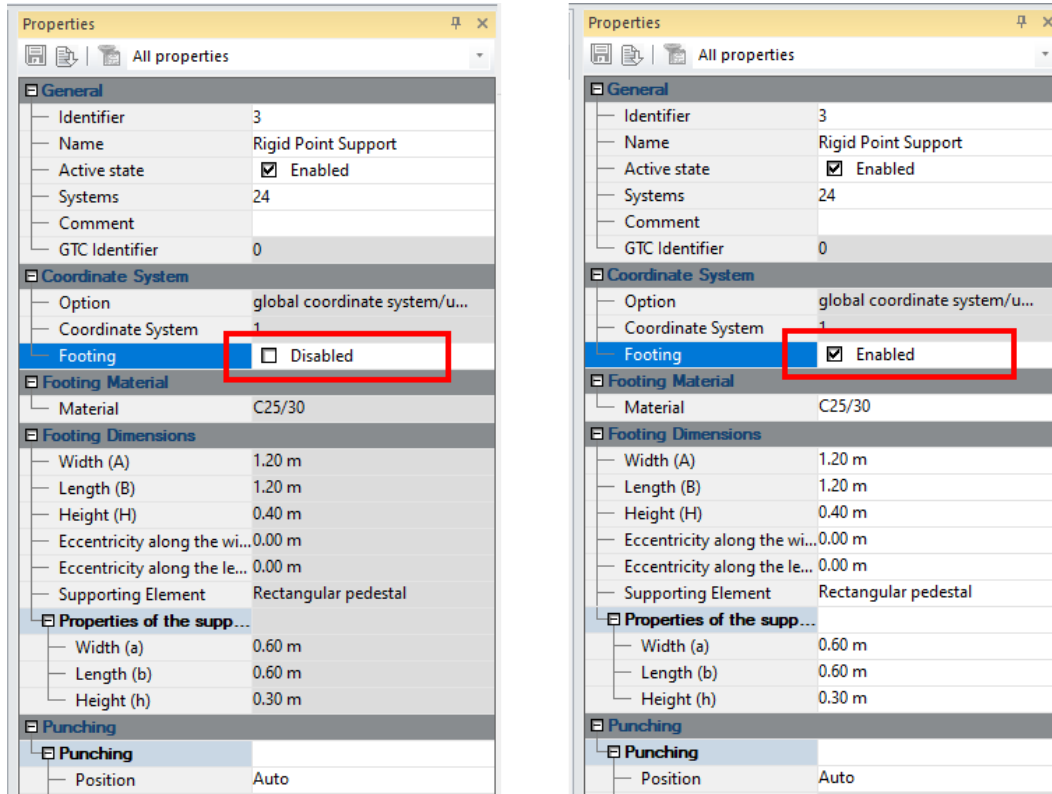 Properties
All properties
General
Identifier 3
Name Rigid Point Support
Active state Enabled
Systems 24
Comment
GTC Identifier 0
Coordinate System
Option global coordinate system/u...
Coordinate System 1
Footing Disabled
Footing Material
Material C25/30
Footing Dimensions
Width (A) 1.20 m
Length (B) 1.20 m
Height (H) 0.40 m
Eccentricity along the wi... 0.00 m
Eccentricity along the le... 0.00 m
Supporting Element Rectangular pedestal
Properties of the supp...
Width (a) 0.60 m
Length (b) 0.60 m
Height (h) 0.30 m
Punching
Punching
Position Auto
Properties
All properties
General
Identifier 3
Name Rigid Point Support
Active state Enabled
Systems 24
Comment
GTC Identifier 0
Coordinate System
Option global coordinate system/u...
Coordinate System 1
Footing Enabled
Footing Material
Material C25/30
Footing Dimensions
Width (A) 1.20 m
Length (B) 1.20 m
Height (H) 0.40 m
Eccentricity along the wi... 0.00 m
Eccentricity along the le... 0.00 m
Supporting Element Rectangular pedestal
Properties of the supp...
Width (a) 0.60 m
Length (b) 0.60 m
Height (h) 0.30 m
Punching
Punching
Position Auto